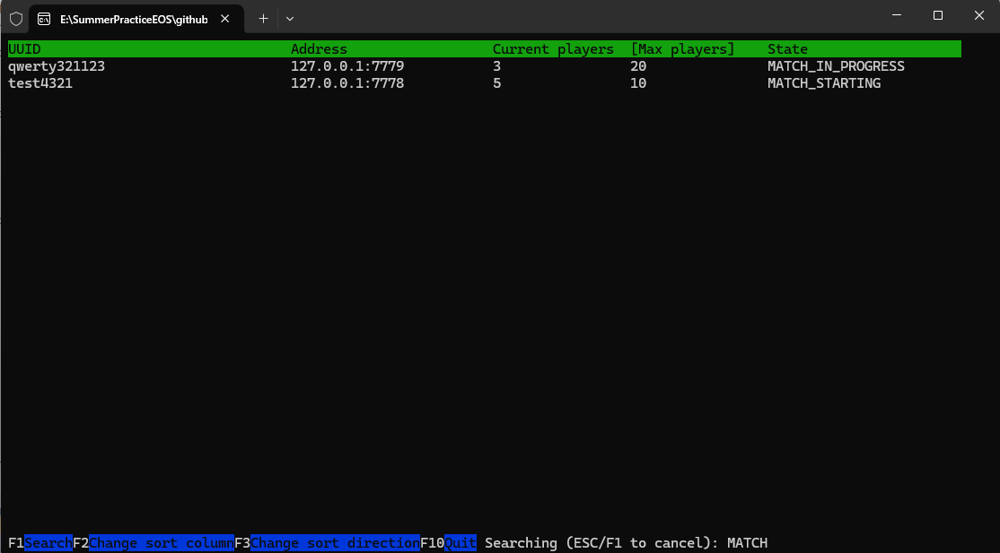 E:\SummerPracticeEOS\github
UUID Address Current players [Max players] State
qwerty321123 127.0.0.1:7779 3 20 MATCH_IN_PROGRESS
test4321 127.0.0.1:7778 5 10 MATCH_STARTING
F1Search F2Change sort column F3Change sort direction F10Quit Searching (ESC/F1 to cancel): MATCH